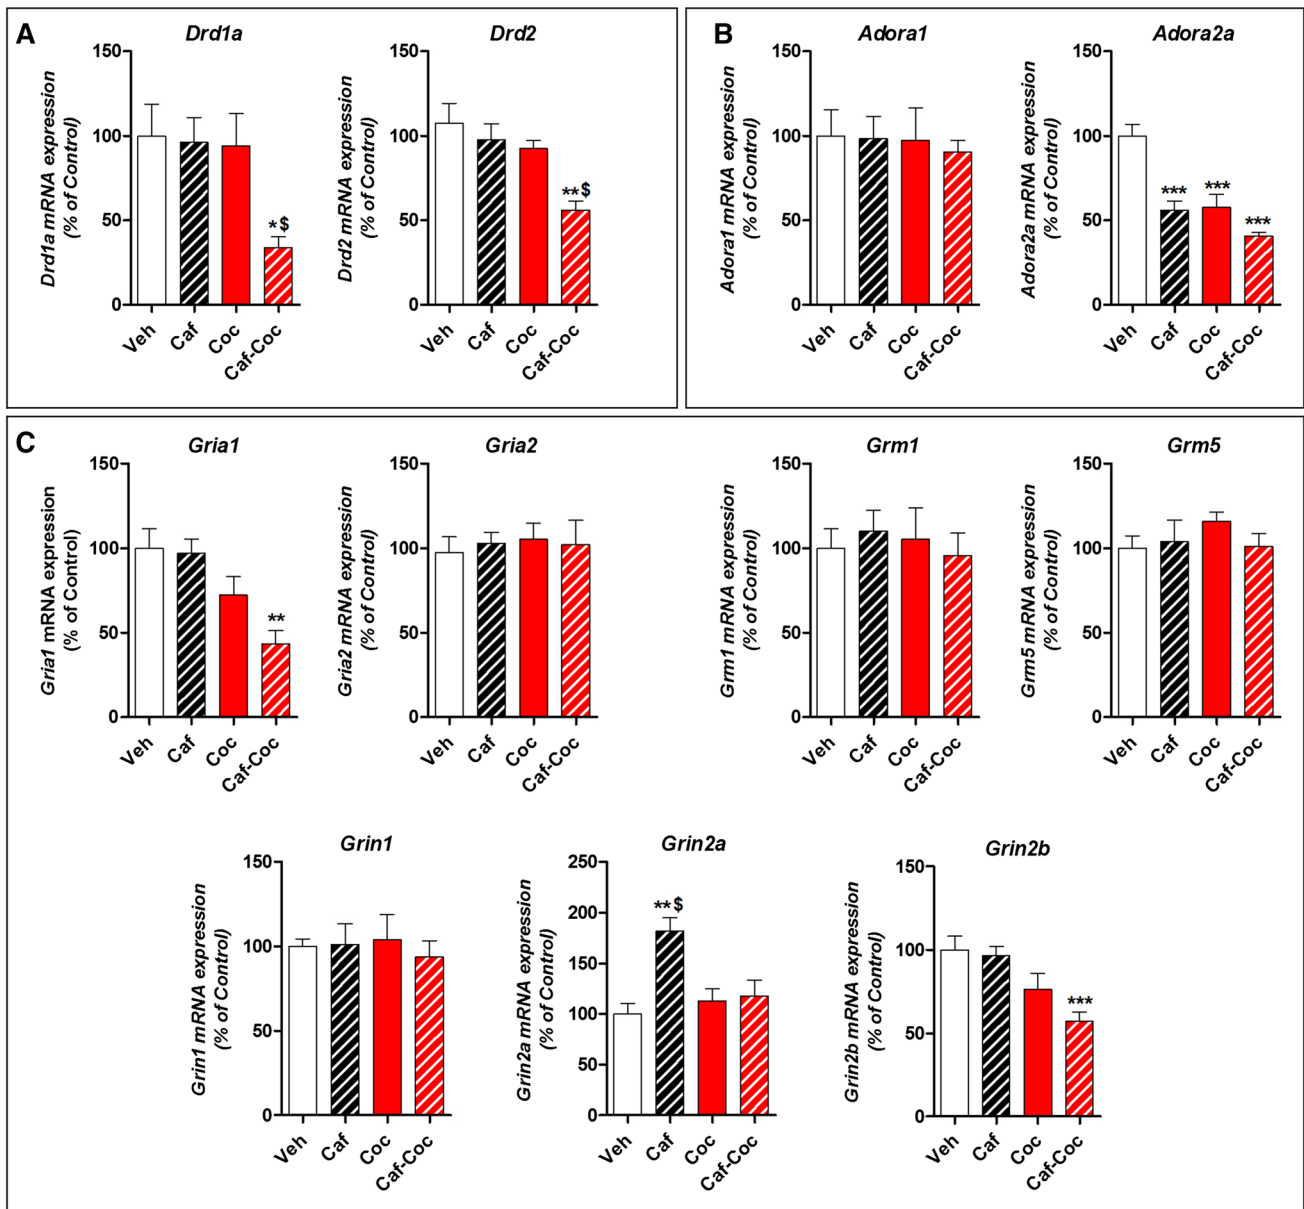 A
Drd1a
Drd1a mRNA expression
(% of Control)
150
100
50
0
*$
Veh
Caf
Coc
Caf-Coc
Drd2
Drd2 mRNA expression
(% of Control)
150
100
50
0
**$
Veh
Caf
Coc
Caf-Coc
B
Adora1
Adora1 mRNA expression
(% of Control)
150
100
50
0
Veh
Caf
Coc
Caf-Coc
Adora2a
Adora2a mRNA expression
(% of Control)
150
100
50
0
***
***
***
Veh
Caf
Coc
Caf-Coc
C
Gria1
Gria1 mRNA expression
(% of Control)
150
100
50
0
**
Veh
Caf
Coc
Caf-Coc
Gria2
Gria2 mRNA expression
(% of Control)
150
100
50
0
Veh
Caf
Coc
Caf-Coc
Grm1
Grm1 mRNA expression
(% of Control)
150
100
50
0
Veh
Caf
Coc
Caf-Coc
Grm5
Grm5 mRNA expression
(% of Control)
150
100
50
0
Veh
Caf
Coc
Caf-Coc
Grin1
Grin1 mRNA expression
(% of Control)
150
100
50
0
Veh
Caf
Coc
Caf-Coc
Grin2a
Grin2a mRNA expression
(% of Control)
250
200
150
100
50
0
**$
Veh
Caf
Coc
Caf-Coc
Grin2b
Grin2b mRNA expression
(% of Control)
150
100
50
0
***
Veh
Caf
Coc
Caf-Coc